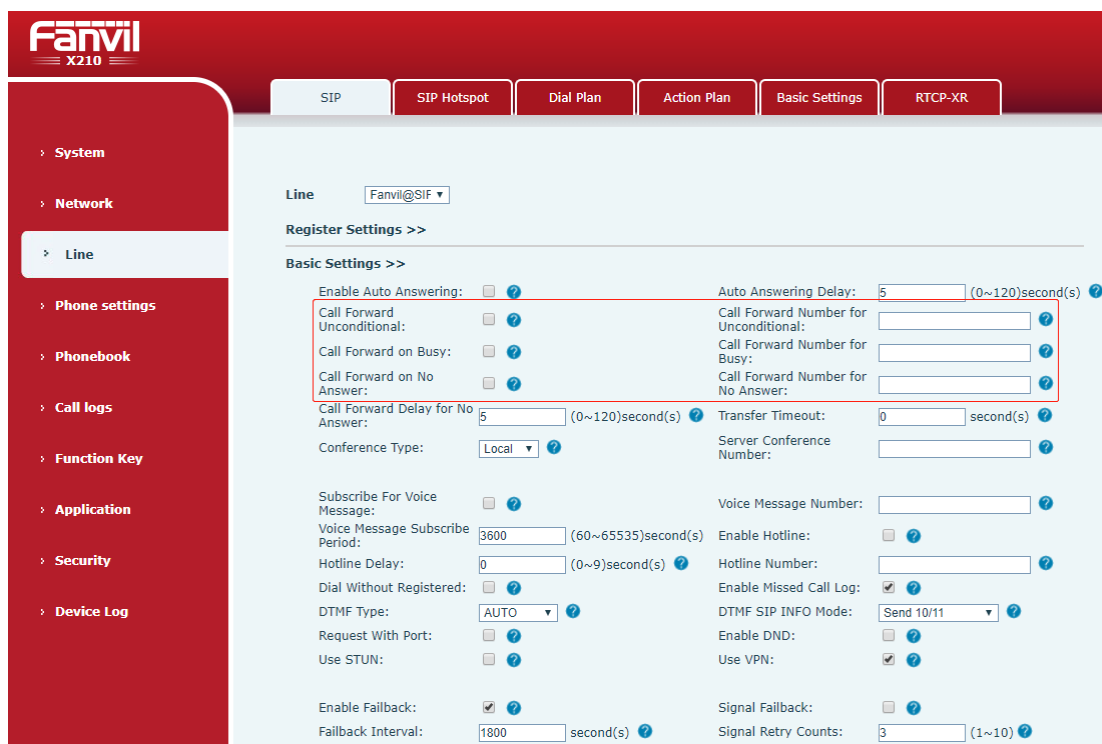 Fanvil
X210
SIP
SIP Hotspot
Dial Plan
Action Plan
Basic Settings
RTCP-XR
System
Network
Line
Phone settings
Phonebook
Call logs
Function Key
Application
Security
Device Log
Line Fanvil@SIF
Register Settings >>
Basic Settings >>
Enable Auto Answering: Auto Answering Delay: 5 (0~120)second(s)
Call Forward
Unconditional:
Call Forward Number for
Unconditional:
Call Forward on Busy:
Call Forward Number for
Busy:
Call Forward on No
Answer:
Call Forward Number for
No Answer:
Call Forward Delay for No
Answer:
5 (0~120)second(s)
Transfer Timeout: 0 second(s)
Conference Type: Local
Server Conference
Number:
Subscribe For Voice
Message:
Voice Message Number:
Voice Message Subscribe
Period:
3600 (60~65535)second(s)
Enable Hotline:
Hotline Delay: 0 (0~9)second(s)
Hotline Number:
Dial Without Registered:
Enable Missed Call Log:
DTMF Type: AUTO
DTMF SIP INFO Mode: Send 10/11
Request With Port:
Enable DND:
Use STUN:
Use VPN:
Enable Failback:
Signal Failback:
Failback Interval: 1800 second(s)
Signal Retry Counts: 3 (1~10)